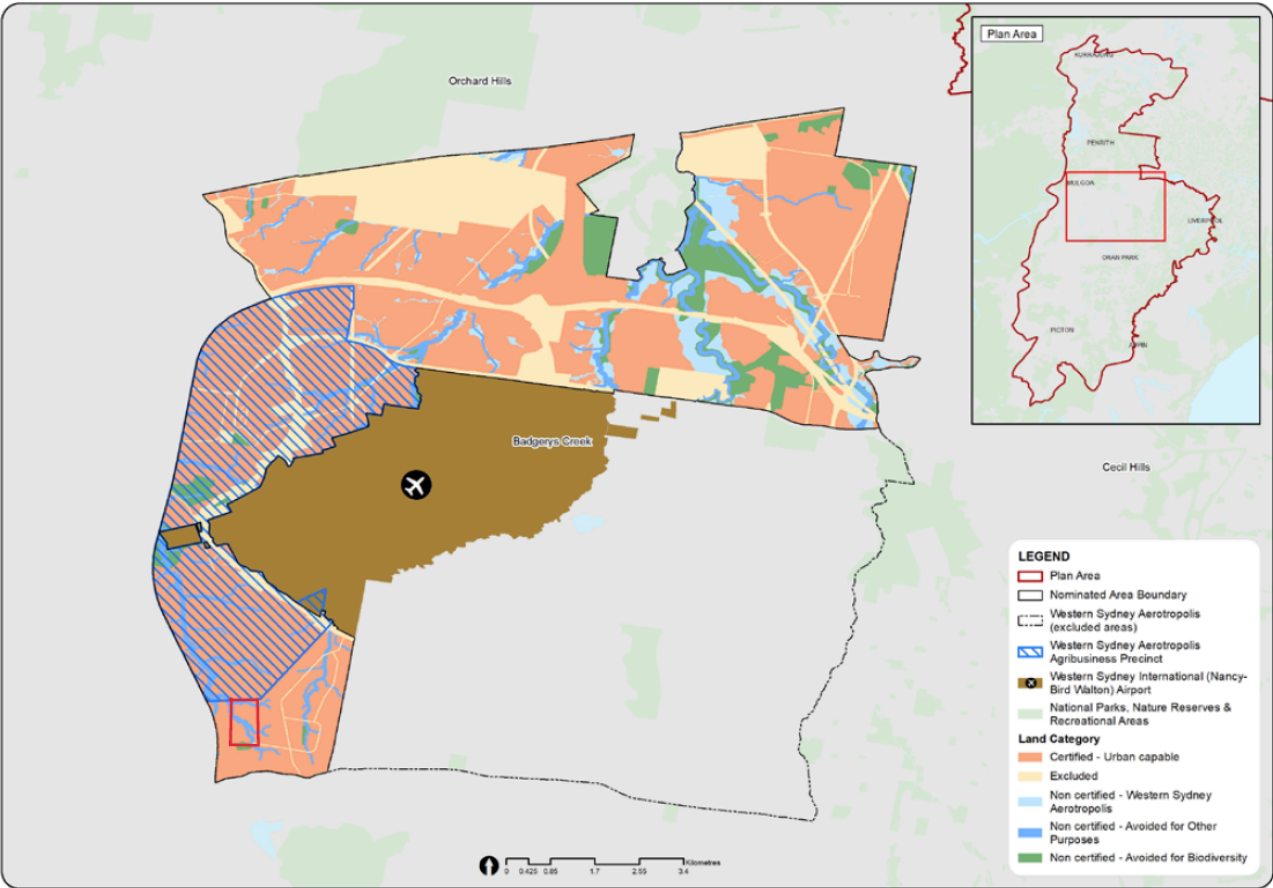 Plan Area
KURRAJONG
PENRITH
MULGOA
LIVERPOOL
ORAN PARK
PICTON
APPIN
Orchard Hills
Badgerys Creek
Cecil Hills
LEGEND
Plan Area
Nominated Area Boundary
Western Sydney Aerotropolis
(excluded areas)
Western Sydney Aerotropolis
Agribusiness Precinct
Western Sydney International (Nancy-
Bird Walton) Airport
National Parks, Nature Reserves &
Recreational Areas
Land Category
Certified - Urban capable
Excluded
Non certified - Western Sydney
Aerotropolis
Non certified - Avoided for Other
Purposes
Non certified - Avoided for Biodiversity
Kilometres
0 0.425 0.85 1.7 2.55 3.4